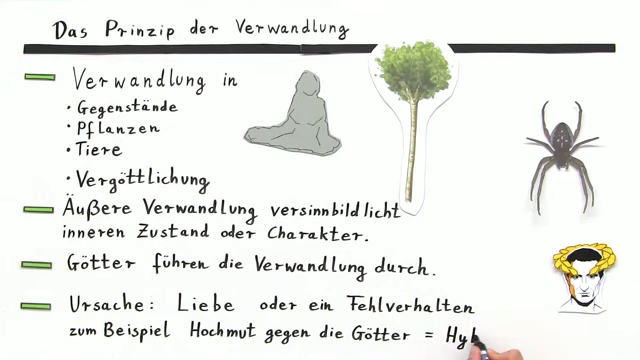 Das Prinzip der Verwandlung
Verwandlung in
· Gegenstände
· Pflanzen
· Tiere
· Vergöttlichung
Äußere Verwandlung versinnbildlicht
inneren Zustand oder Charakter.
Götter führen die Verwandlung durch.
Ursache: Liebe oder ein Fehlverhalten
zum Beispiel Hochmut gegen die Götter =